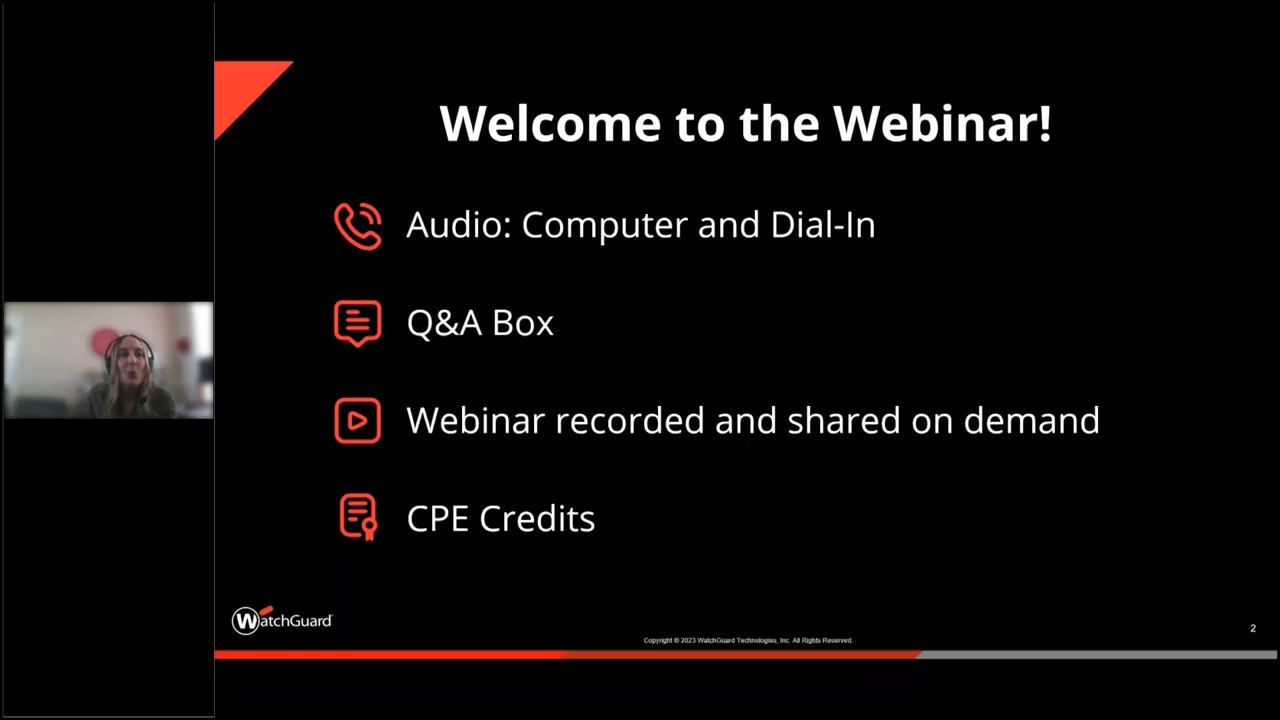 Welcome to the Webinar!
Audio: Computer and Dial-In
Q&A Box
Webinar recorded and shared on demand
CPE Credits
WatchGuard
Copyright © 2023 WatchGuard Technologies, Inc. All Rights Reserved.
2